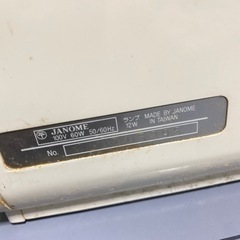 JANOME
100V 60W 50/60Hz
ランプ MADE BY JANOME
12W IN TAIWAN
No.